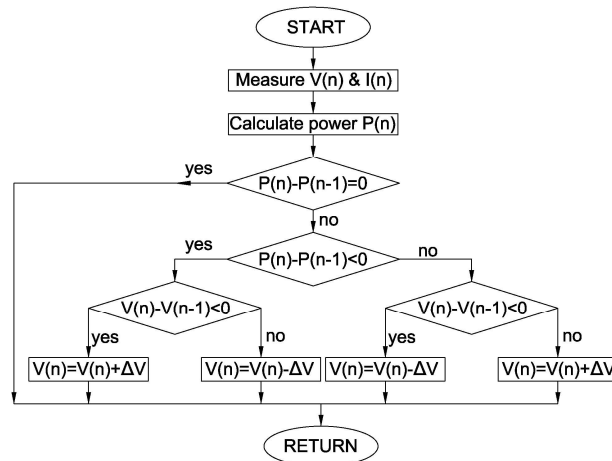 START
Measure V(n) & I(n)
Calculate power P(n)
yes
P(n)-P(n-1)=0
no
yes
P(n)-P(n-1)<0
no
V(n)-V(n-1)<0
V(n)-V(n-1)<0
yes
no
yes
no
V(n)=V(n)+ΔV
V(n)=V(n)-ΔV
V(n)=V(n)-ΔV
V(n)=V(n)+ΔV
RETURN